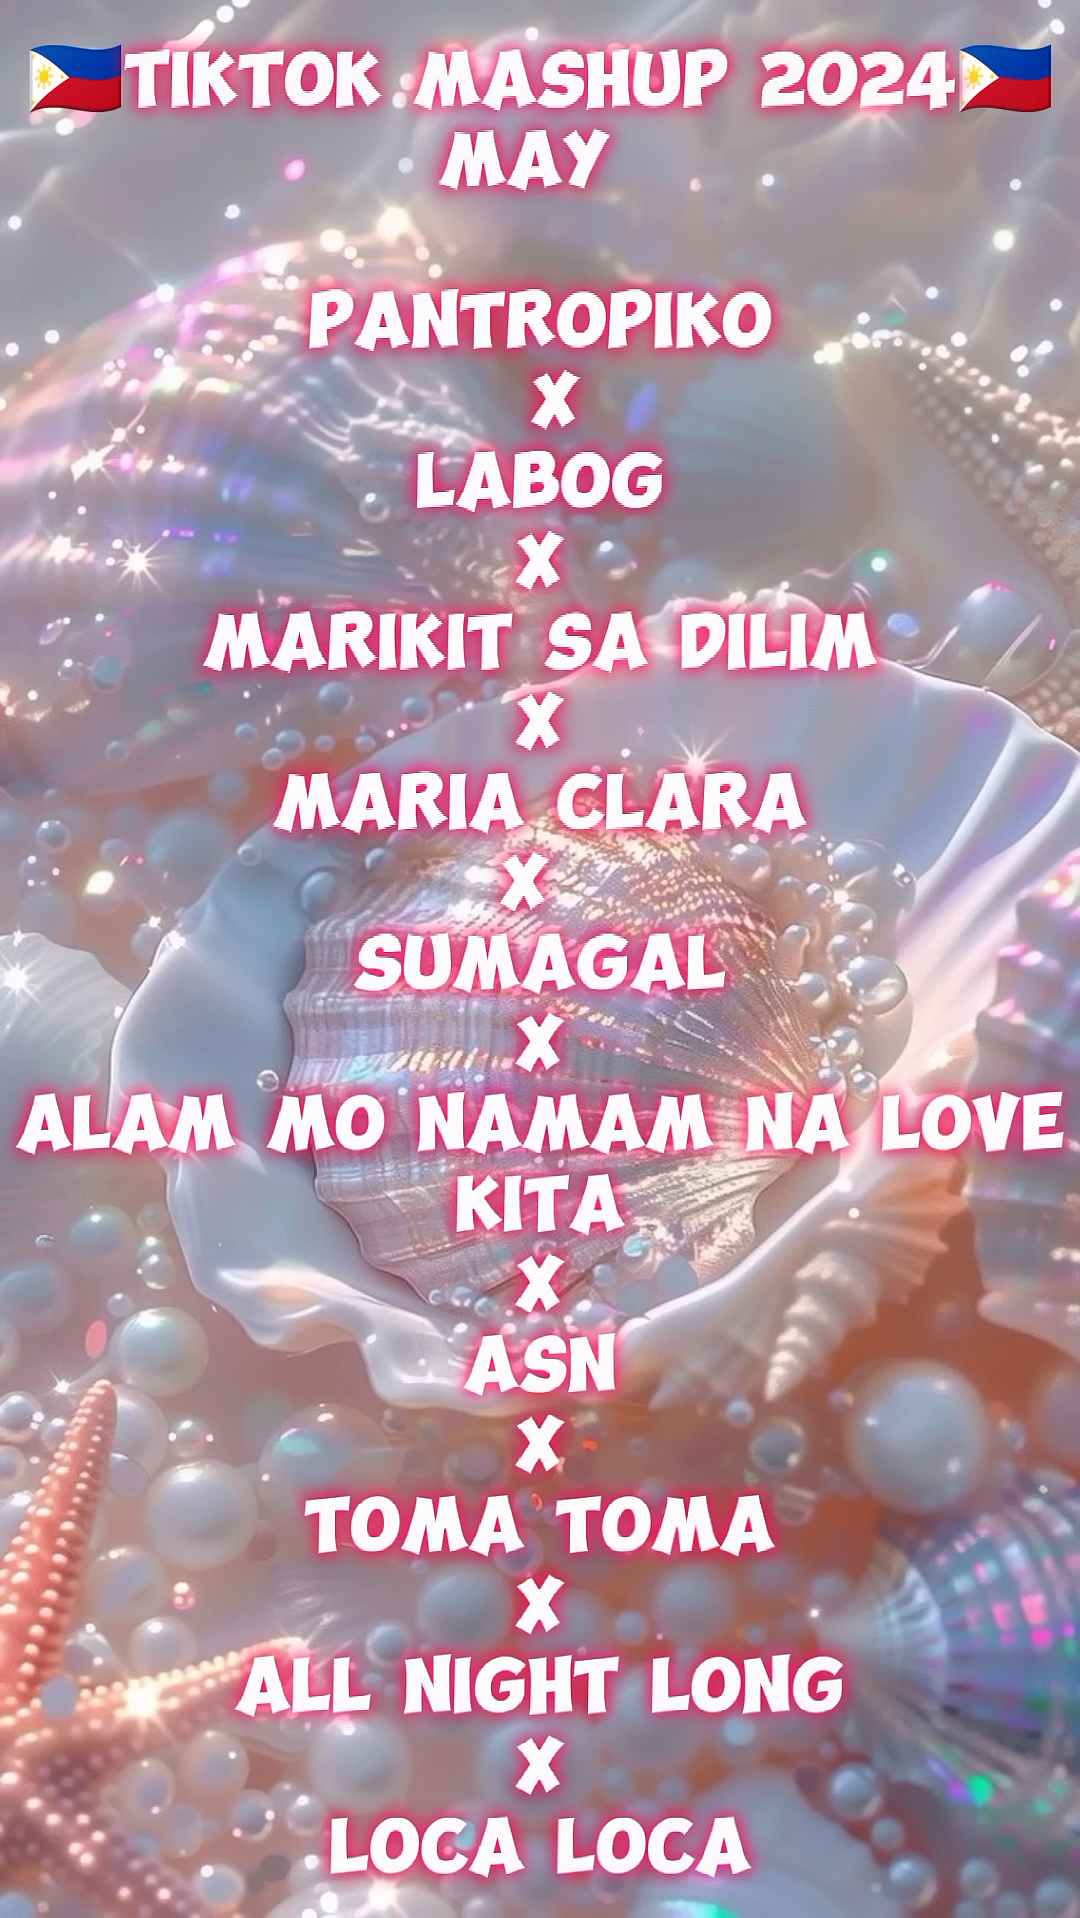 🇵🇭TIKTOK MASHUP 2024🇵🇭
MAY
PANTROPIKO
X
LABOG
X
MARIKIT SA DILIM
X
MARIA CLARA
X
SUMAGAL
X
ALAM MO NAMAM NA LOVE
KITA
X
ASN
X
TOMA TOMA
X
ALL NIGHT LONG
X
LOCA LOCA